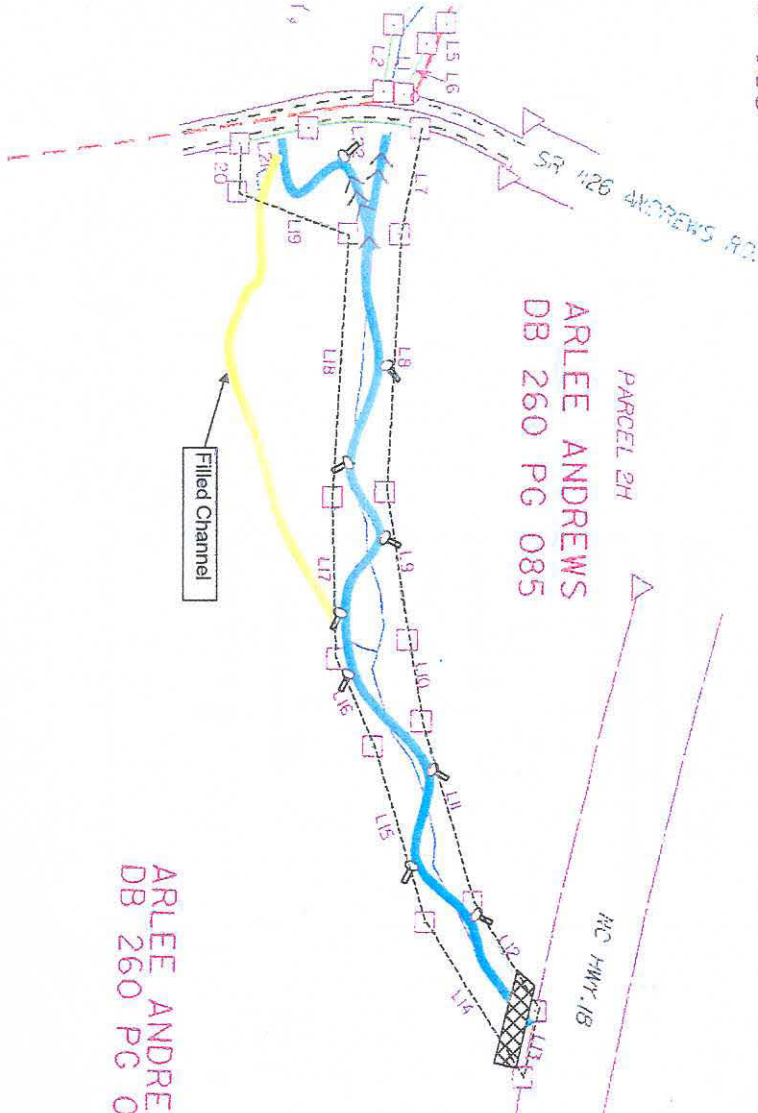 L5
L6
L1
L2
SR 1126 ANDREWS RD.
L7
L20
L19
L8
L18
PARCEL 2H
ARLEE ANDREWS
DB 260 PG 085
Filled Channel
L9
L17
L10
L16
L11
L15
L12
NC HWY.18
L14
L13
ARLEE ANDRE
DB 260 PG 0